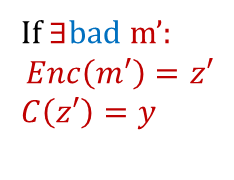 If ∃bad m′:
Enc(m′) = z′
C(z′) = y